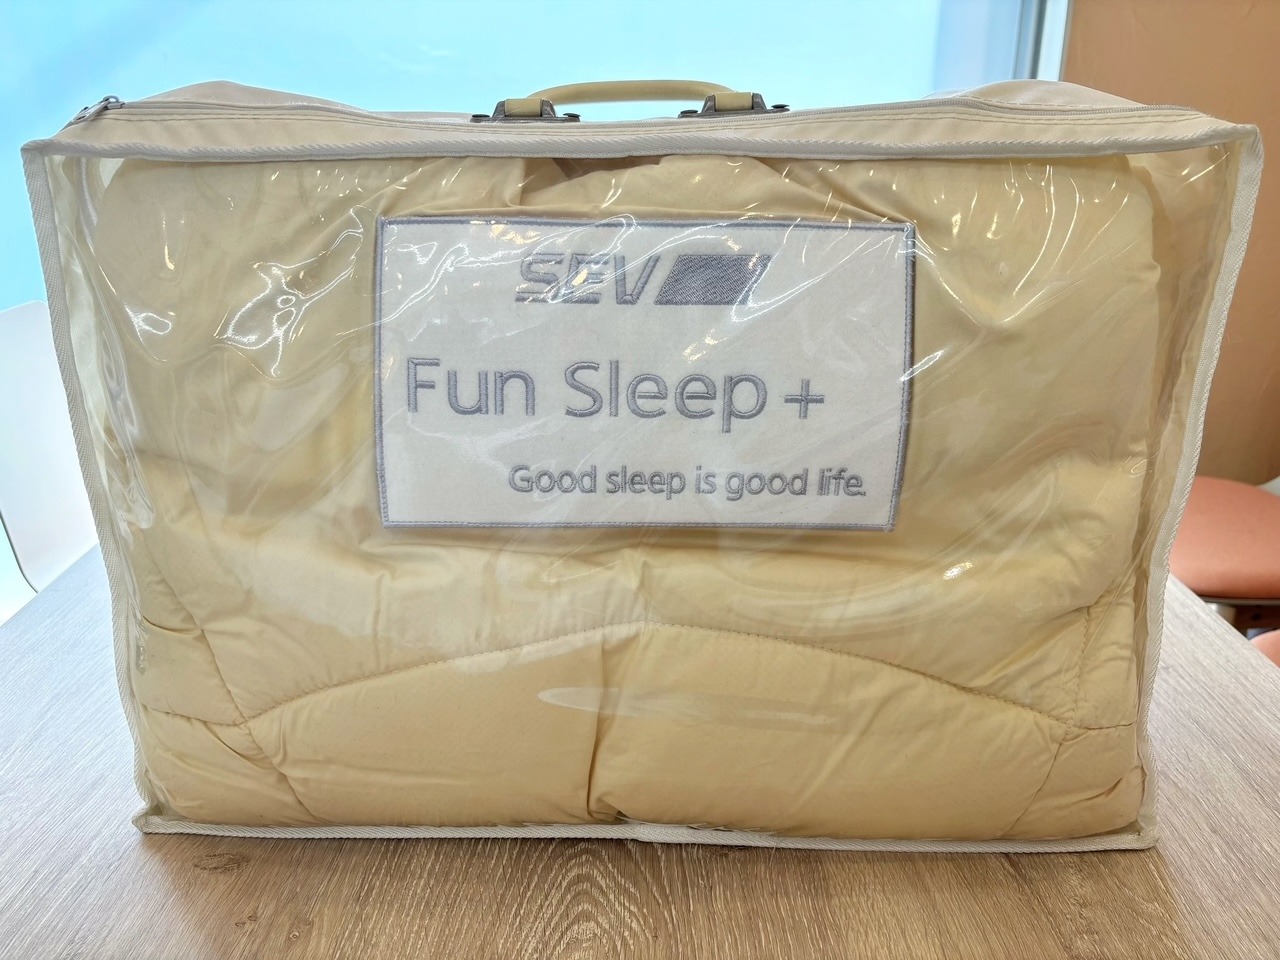 SEV
Fun Sleep +
Good sleep is good life.